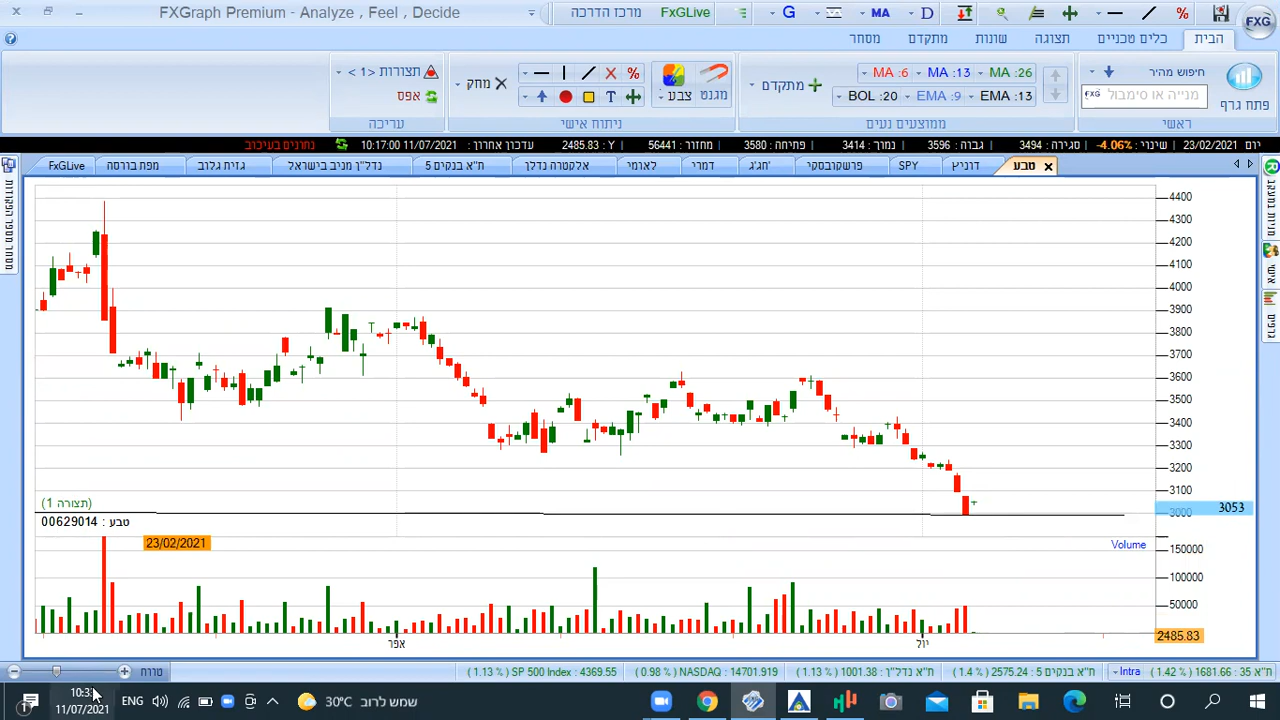 FXGraph Premium - Analyze , Feel , Decide
מרכז הדרכה
FxGLive
G
MA
D
%
FXG
הבית
כלים טכניים
תצוגה
שונות
מתקדם
מסחר
פתח גרף
חיפוש מהיר
מנייה או סימבול
FXG
ראשי
MA :6
MA :13
MA :26
BOL :20
EMA :9
EMA :13
מתקדם
ממוצעים נעים
מגנט
צבע
%
T
מחק
ניתוח אישי
תצורות <1 >
אפס
עריכה
יום
23/02/2021
שינוי: -4.06%
סגירה: 3494
גבוה: 3596
נמוך: 3414
פתיחה: 3580
מחזור: 56441
Y : 2485.83
עדכון אחרון: 11/07/2021 10:17:00
נתונים בעיכוב
טבע
דוניץ
SPY
פרשקובסקי
חג'ג'
דמרי
לאומי
אלקטרה נדלן
ת"א בנקים 5
נדל"ן מניב בישראל
גזית גלוב
מפת בורסה
FxGLive
4400
4300
4200
4100
4000
3900
3800
3700
3600
3500
3400
3300
3200
3100
3053
3000
(תצורה 1)
טבע : 00629014
23/02/2021
Volume
150000
100000
50000
2485.83
אפר
יול
טררח
ת"א 35 : 1681.66 (1.42 %)
Intra
ת"א בנקים 5 : 2575.24 (1.4 %)
ת"א נדל"ן : 1001.38 (1.13 %)
NASDAQ : 14701.919 (0.98 %)
SP 500 Index : 4369.55 (1.13 %)
11/07/2021
ENG
30°C
שמש לרוב